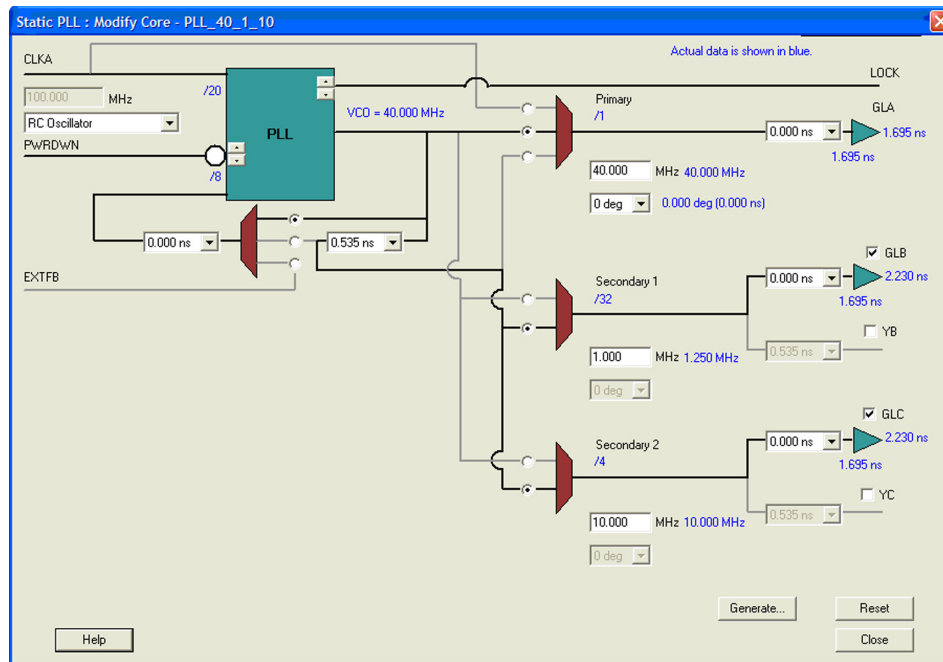 Static PLL : Modify Core - PLL_40_1_10
Actual data is shown in blue.
CLKA
LOCK
/20
100.000 MHz
VCO = 40.000 MHz
Primary
/1
GLA
RC Oscillator
PLL
0.000 ns
1.695 ns
PWRDWN
1.695 ns
/8
40.000 MHz 40.000 MHz
0 deg 0.000 deg (0.000 ns)
0.000 ns
0.535 ns
GLB
EXTFB
Secondary 1
0.000 ns
2.230 ns
/32
1.695 ns
YB
0.535 ns
1.000 MHz 1.250 MHz
0 deg
GLC
Secondary 2
0.000 ns
2.230 ns
/4
1.695 ns
YC
0.535 ns
10.000 MHz 10.000 MHz
0 deg
Generate...
Reset
Help
Close